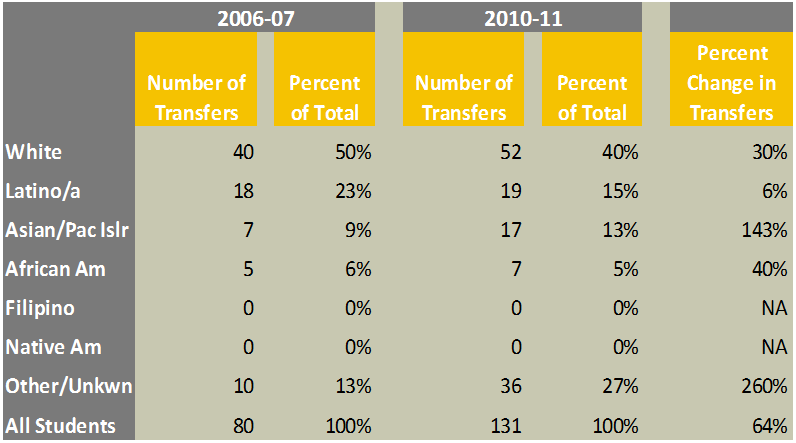 2006-07 2010-11
Number of Transfers Percent of Total Number of Transfers Percent of Total Percent Change in Transfers
White 40 50% 52 40% 30%
Latino/a 18 23% 19 15% 6%
Asian/Pac Islr 7 9% 17 13% 143%
African Am 5 6% 7 5% 40%
Filipino 0 0% 0 0% NA
Native Am 0 0% 0 0% NA
Other/Unkwn 10 13% 36 27% 260%
All Students 80 100% 131 100% 64%